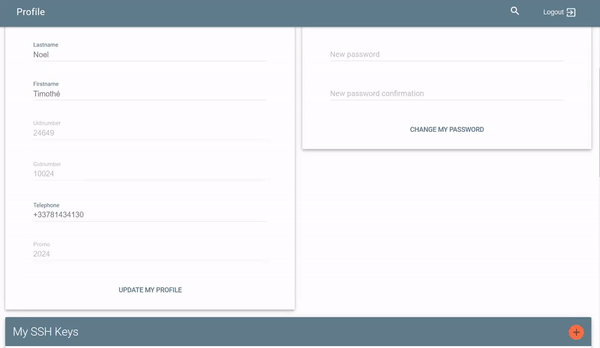 Profile
Logout
Lastname
Noel
Firstname
Timothé
Uidnumber
24649
Gidnumber
10024
Telephone
+33781434130
Promo
2024
UPDATE MY PROFILE
New password
New password confirmation
CHANGE MY PASSWORD
My SSH Keys